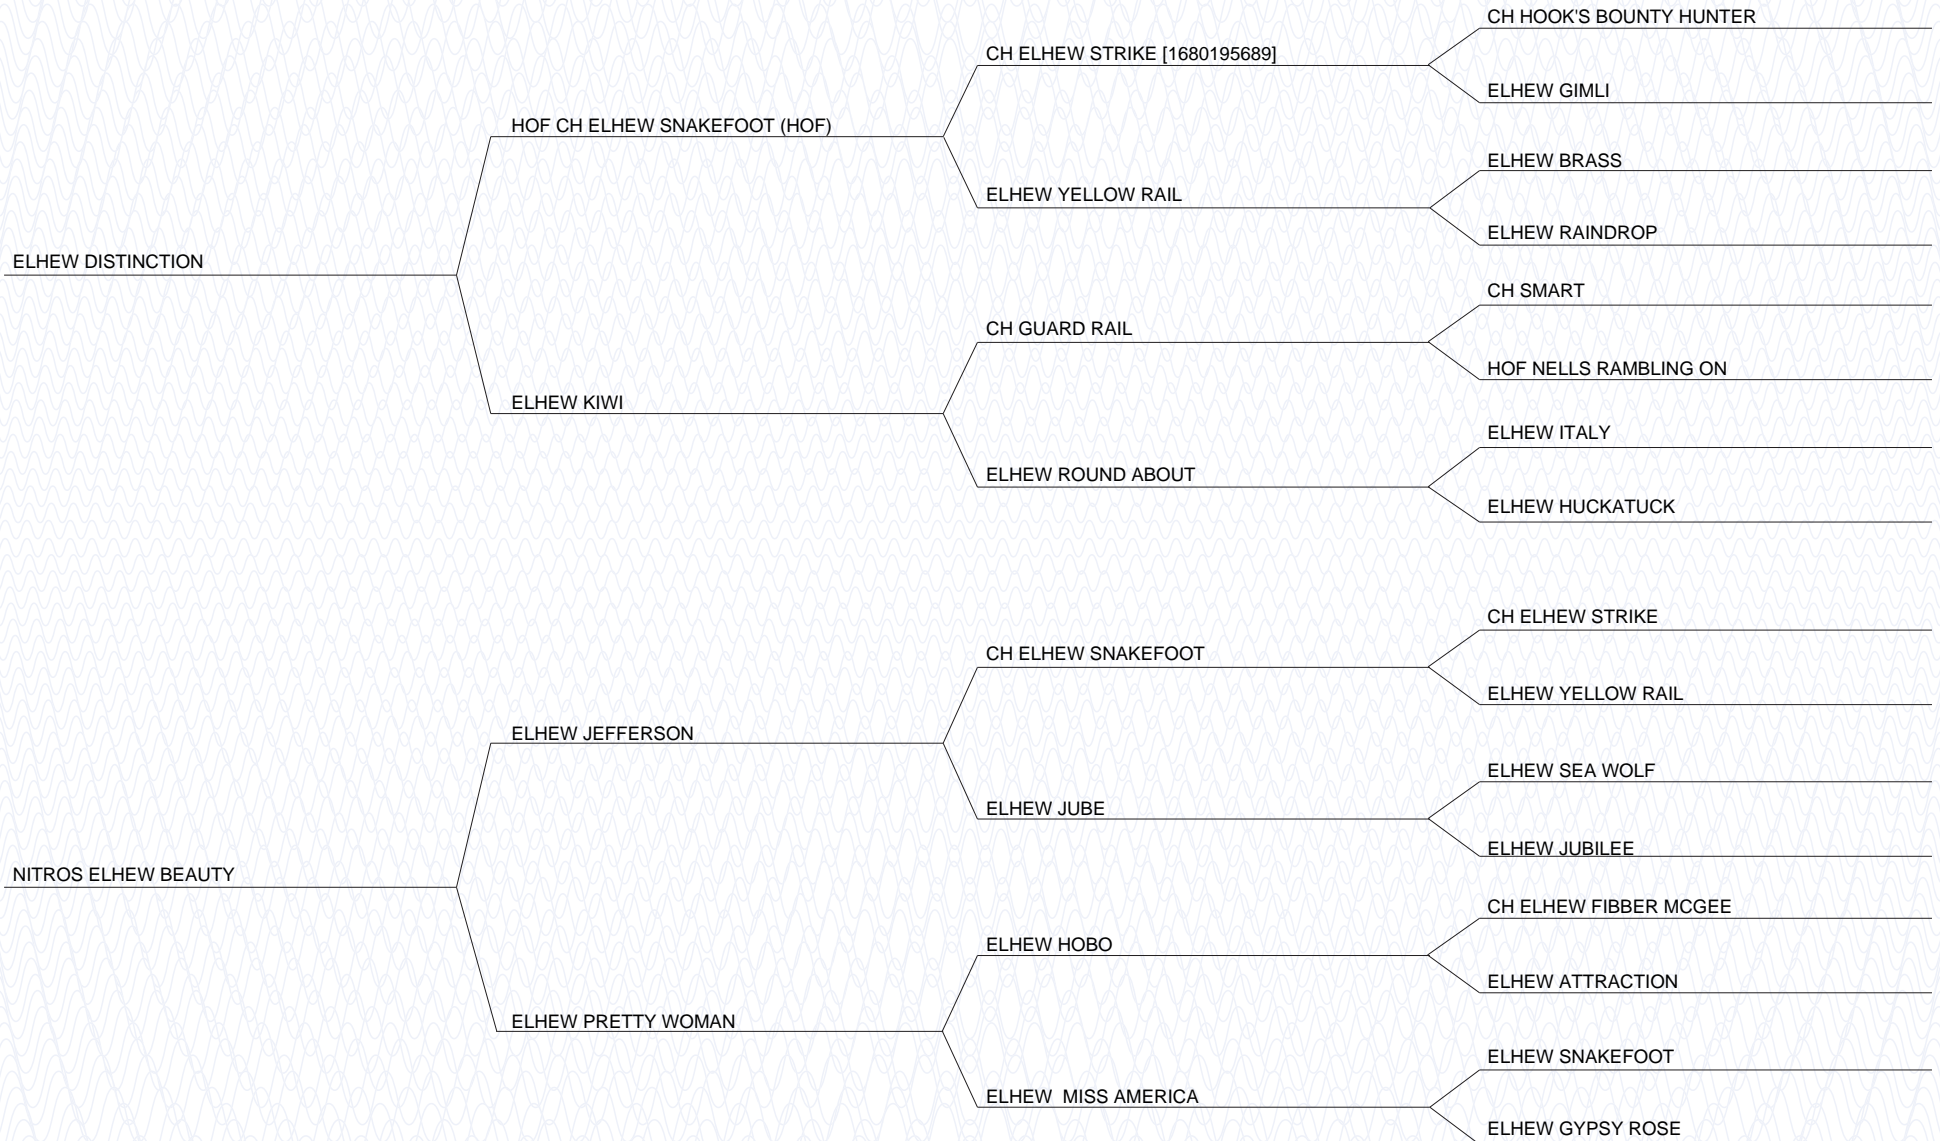 CH HOOK'S BOUNTY HUNTER
CH ELHEW STRIKE [1680195689]
ELHEW GIMLI
HOF CH ELHEW SNAKEFOOT (HOF)
ELHEW BRASS
ELHEW YELLOW RAIL
ELHEW RAINDROP
ELHEW DISTINCTION
CH SMART
CH GUARD RAIL
HOF NELLS RAMBLING ON
ELHEW KIWI
ELHEW ITALY
ELHEW ROUND ABOUT
ELHEW HUCKATUCK
CH ELHEW STRIKE
CH ELHEW SNAKEFOOT
ELHEW YELLOW RAIL
ELHEW JEFFERSON
ELHEW SEA WOLF
ELHEW JUBE
ELHEW JUBILEE
NITROS ELHEW BEAUTY
CH ELHEW FIBBER MCGEE
ELHEW HOBO
ELHEW ATTRACTION
ELHEW PRETTY WOMAN
ELHEW SNAKEFOOT
ELHEW  MISS AMERICA
ELHEW GYPSY ROSE